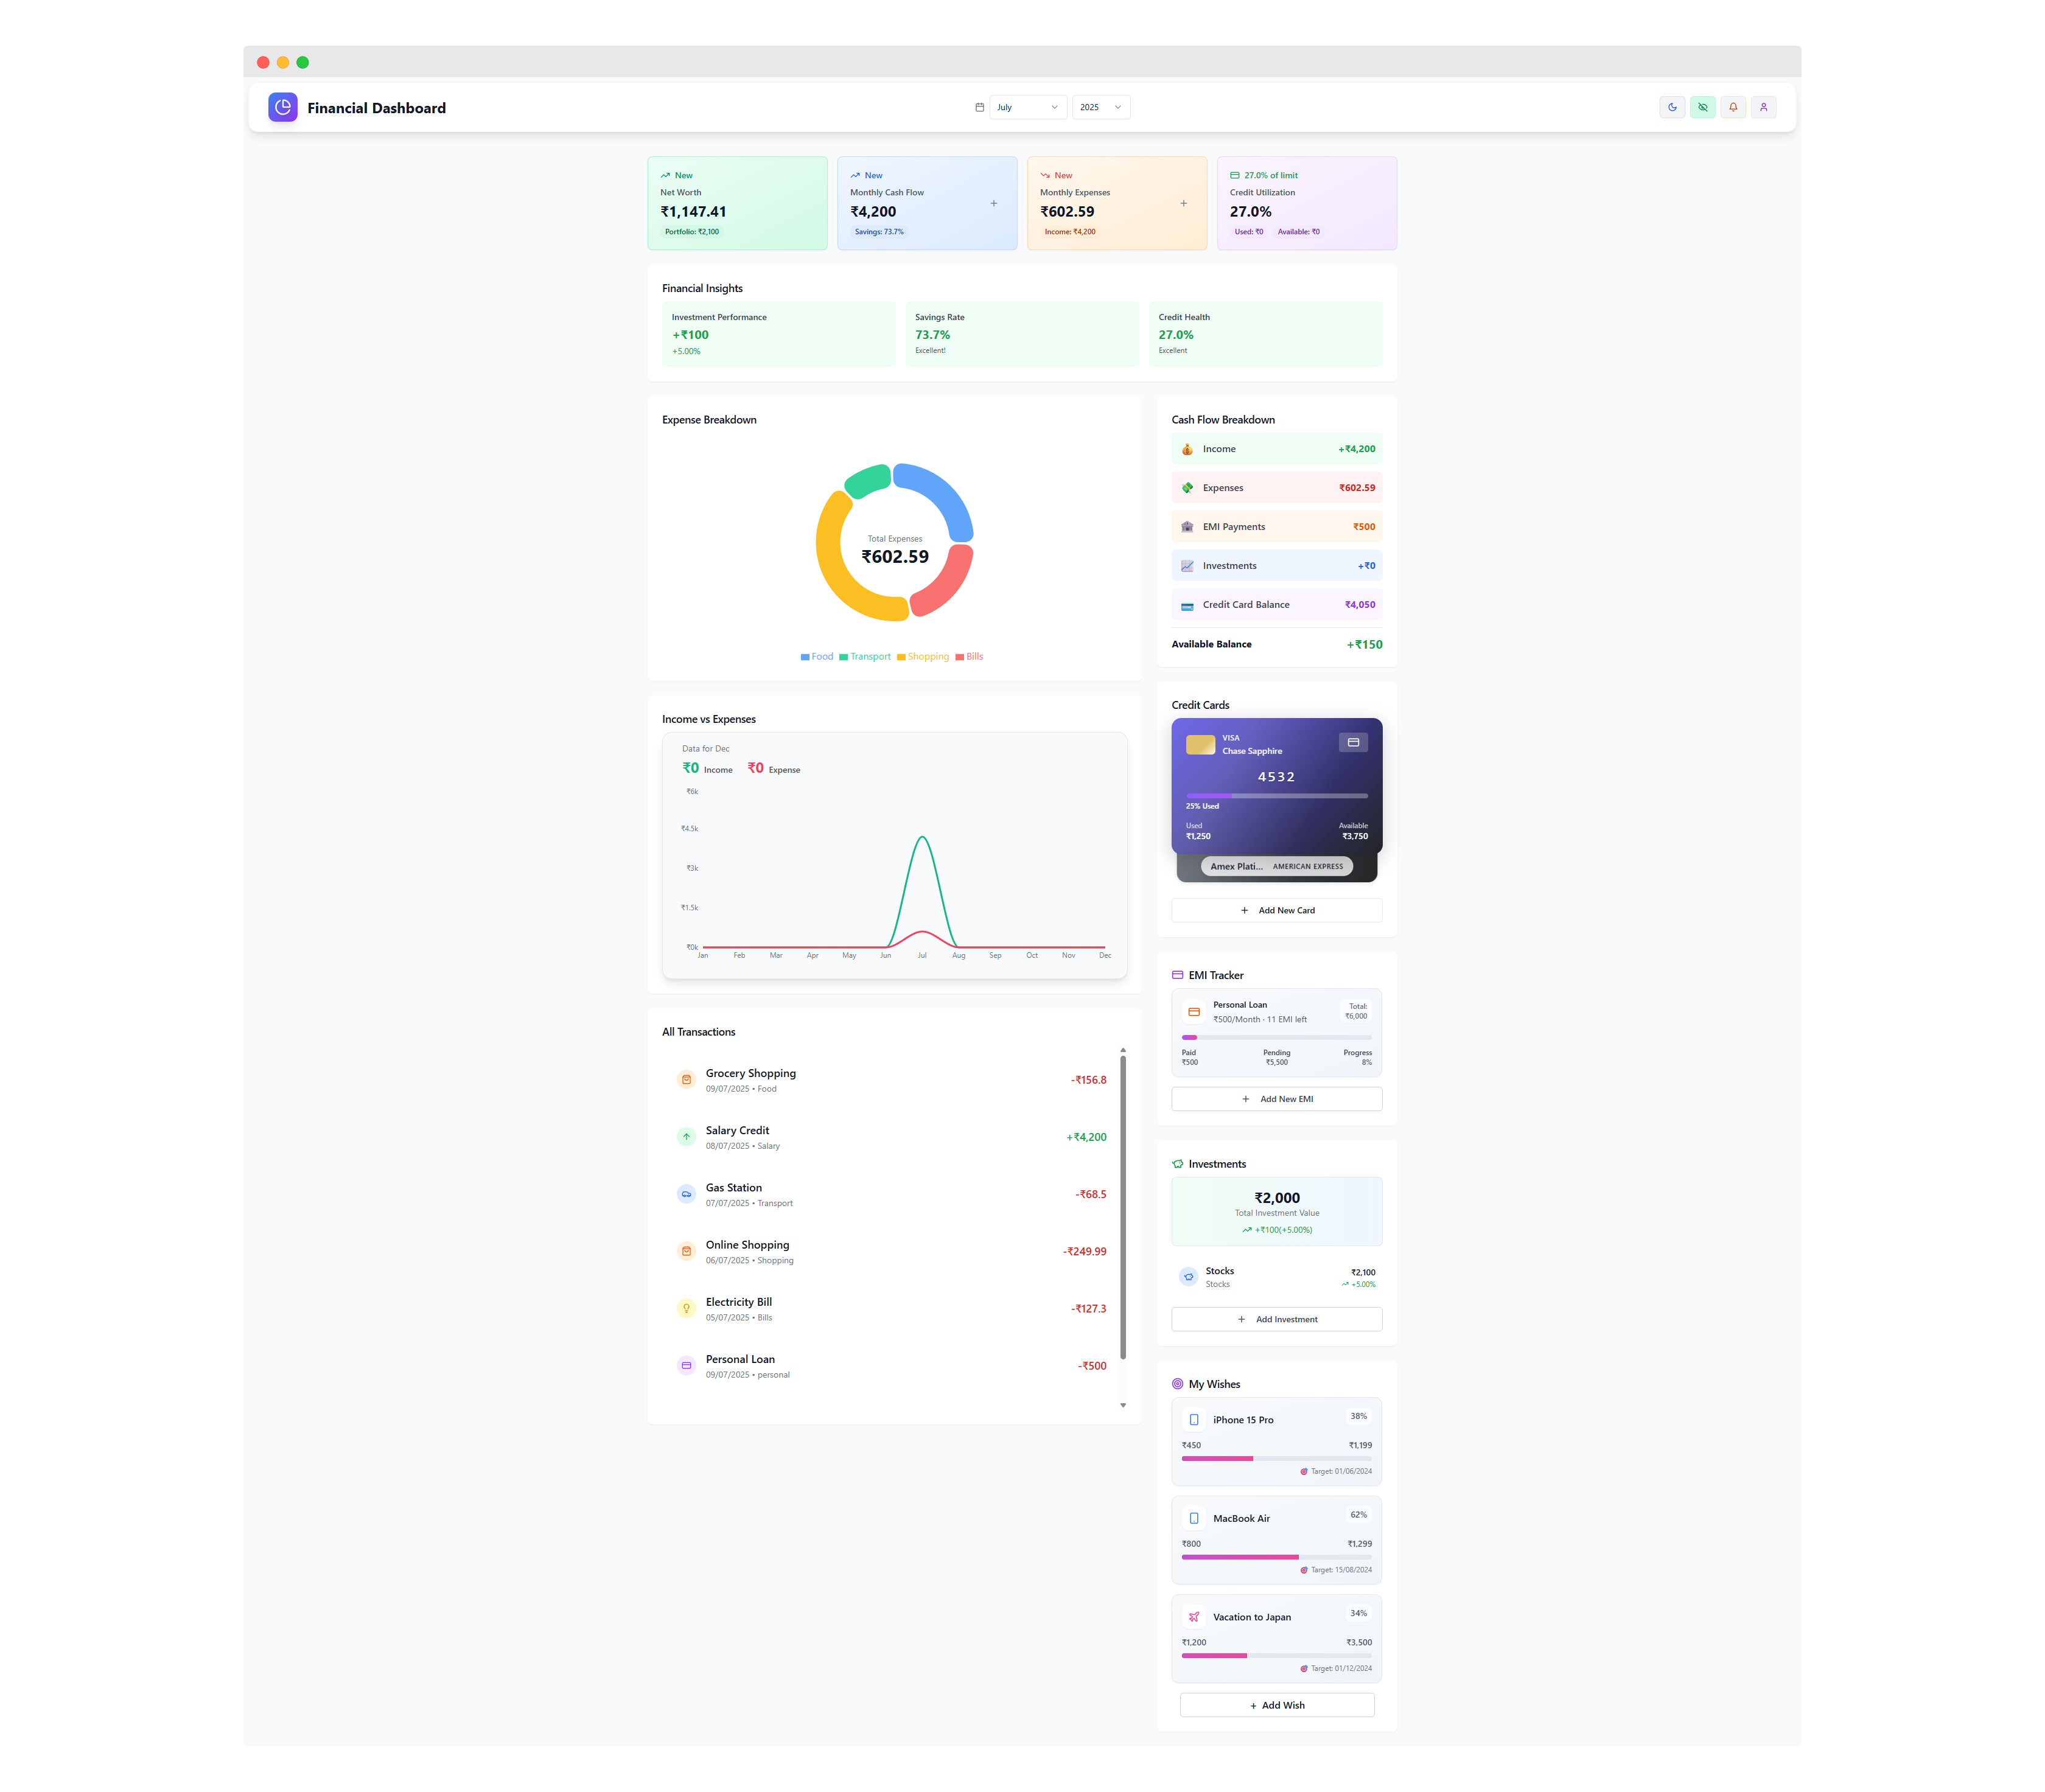 Financial Dashboard
July
2025
New
Net Worth
₹1,147.41
Portfolio: ₹2,100
New
Monthly Cash Flow
₹4,200
Savings: 73.7%
New
Monthly Expenses
₹602.59
Income: ₹4,200
27.0% of limit
Credit Utilization
27.0%
Used: ₹0 Available: ₹0
Financial Insights
Investment Performance
+₹100
+5.00%
Savings Rate
73.7%
Excellent!
Credit Health
27.0%
Excellent
Expense Breakdown
Total Expenses
₹602.59
Food Transport Shopping Bills
Cash Flow Breakdown
Income +₹4,200
Expenses ₹602.59
EMI Payments ₹500
Investments +₹0
Credit Card Balance ₹4,050
Available Balance +₹150
Income vs Expenses
Data for Dec
₹0 Income ₹0 Expense
₹6k
₹4.5k
₹3k
₹1.5k
₹0k
Jan Feb Mar Apr May Jun Jul Aug Sep Oct Nov Dec
Credit Cards
VISA
Chase Sapphire
4532
25% Used
Used Available
₹1,250 ₹3,750
Amex Plati... AMERICAN EXPRESS
+ Add New Card
EMI Tracker
Personal Loan
₹500/Month · 11 EMI left
Total:
₹6,000
Paid Pending Progress
₹500 ₹5,500 8%
+ Add New EMI
All Transactions
Grocery Shopping
09/07/2025 • Food
-₹156.8
Salary Credit
08/07/2025 • Salary
+₹4,200
Gas Station
07/07/2025 • Transport
-₹68.5
Online Shopping
06/07/2025 • Shopping
-₹249.99
Electricity Bill
05/07/2025 • Bills
-₹127.3
Personal Loan
09/07/2025 • personal
-₹500
Investments
₹2,000
Total Investment Value
+₹100(+5.00%)
Stocks
Stocks
₹2,100
+5.00%
+ Add Investment
My Wishes
iPhone 15 Pro 38%
₹450 ₹1,199
Target: 01/06/2024
MacBook Air 62%
₹800 ₹1,299
Target: 15/08/2024
Vacation to Japan 34%
₹1,200 ₹3,500
Target: 01/12/2024
+ Add Wish